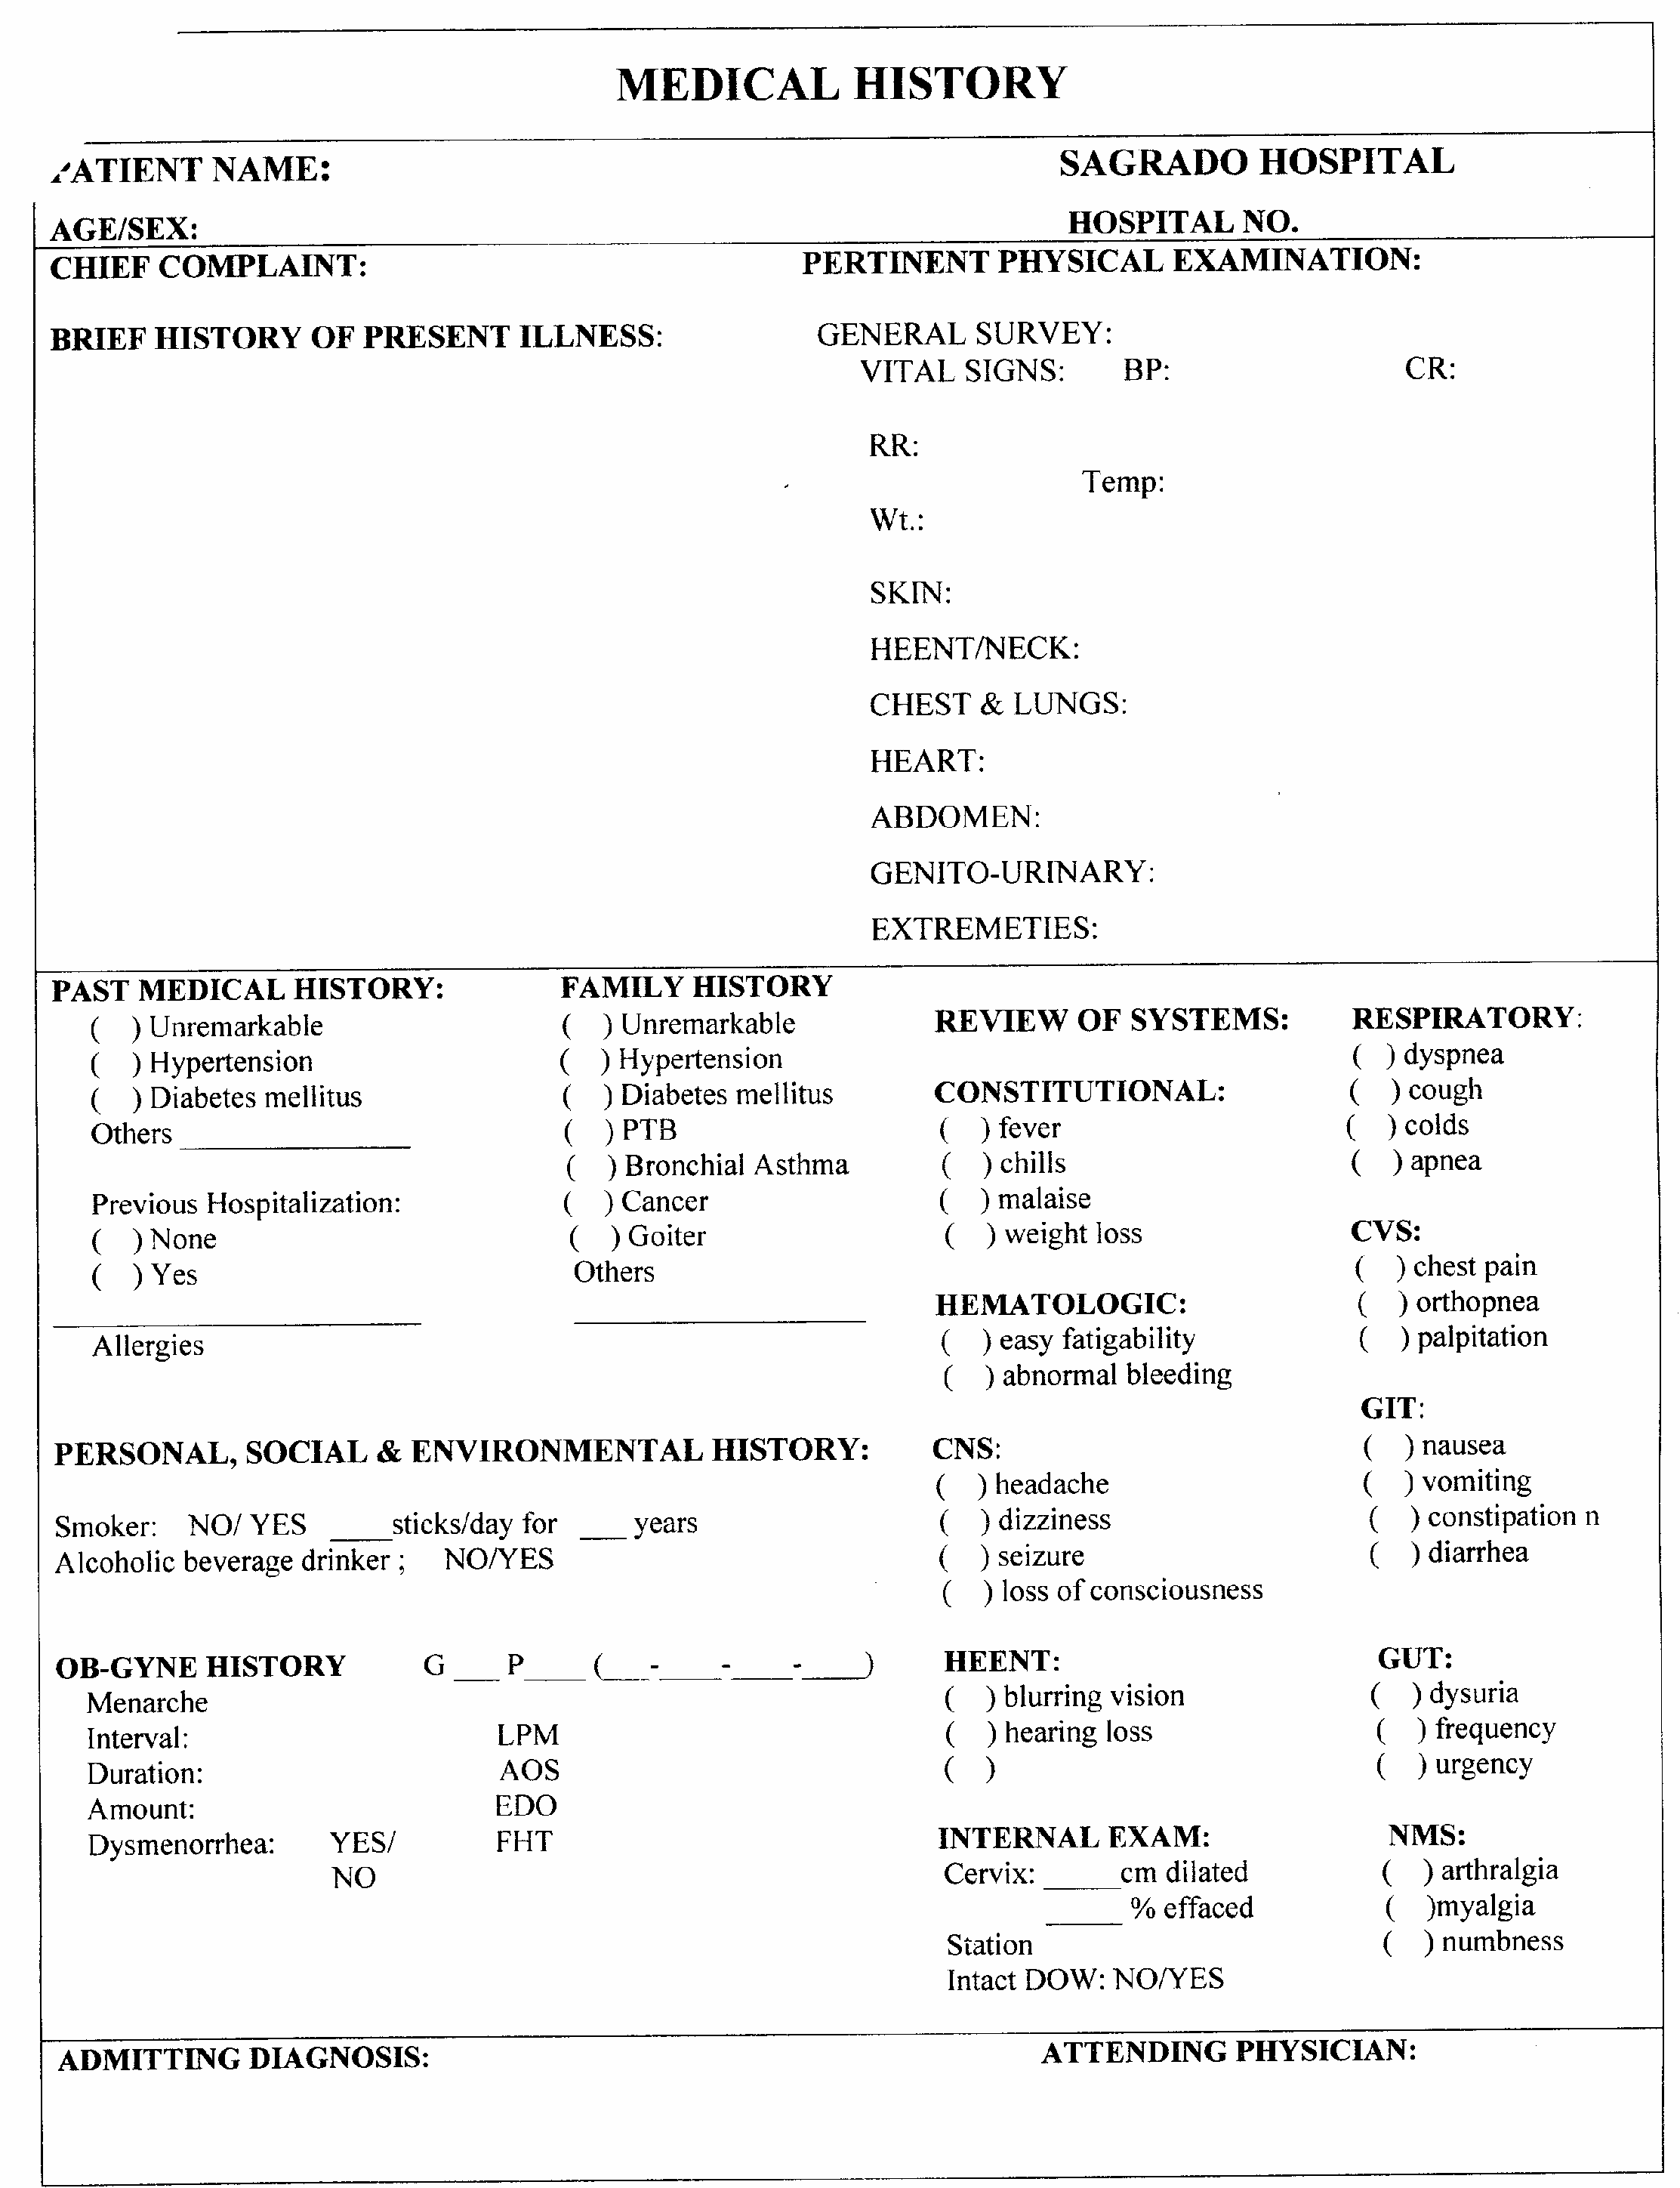 MEDICAL HISTORY
PATIENT NAME:
SAGRADO HOSPITAL
AGE/SEX:
HOSPITAL NO.
CHIEF COMPLAINT:
BRIEF HISTORY OF PRESENT ILLNESS:
PERTINENT PHYSICAL EXAMINATION:
GENERAL SURVEY:
VITAL SIGNS: BP: CR:
RR:
Temp:
Wt.:
SKIN:
HEENT/NECK:
CHEST & LUNGS:
HEART:
ABDOMEN:
GENITO-URINARY:
EXTREMETIES:
PAST MEDICAL HISTORY:
( ) Unremarkable
( ) Hypertension
( ) Diabetes mellitus
Others ____________
Previous Hospitalization:
( ) None
( ) Yes
____________
Allergies
FAMILY HISTORY
( ) Unremarkable
( ) Hypertension
( ) Diabetes mellitus
( ) PTB
( ) Bronchial Asthma
( ) Cancer
( ) Goiter
Others
____________
PERSONAL, SOCIAL & ENVIRONMENTAL HISTORY:
Smoker: NO/ YES ____sticks/day for ___ years
Alcoholic beverage drinker ; NO/YES
OB-GYNE HISTORY G ___ P____ (___-____-____-____)
Menarche
Interval: LPM
Duration: AOS
Amount: EDO
Dysmenorrhea: YES/ FHT
NO
REVIEW OF SYSTEMS:
CONSTITUTIONAL:
( ) fever
( ) chills
( ) malaise
( ) weight loss
HEMATOLOGIC:
( ) easy fatigability
( ) abnormal bleeding
CNS:
( ) headache
( ) dizziness
( ) seizure
( ) loss of consciousness
HEENT:
( ) blurring vision
( ) hearing loss
( )
INTERNAL EXAM:
Cervix: _____cm dilated
_____ % effaced
Station
Intact DOW: NO/YES
RESPIRATORY:
( ) dyspnea
( ) cough
( ) colds
( ) apnea
CVS:
( ) chest pain
( ) orthopnea
( ) palpitation
GIT:
( ) nausea
( ) vomiting
( ) constipation n
( ) diarrhea
GUT:
( ) dysuria
( ) frequency
( ) urgency
NMS:
( ) arthralgia
( )myalgia
( ) numbness
ADMITTING DIAGNOSIS:
ATTENDING PHYSICIAN: